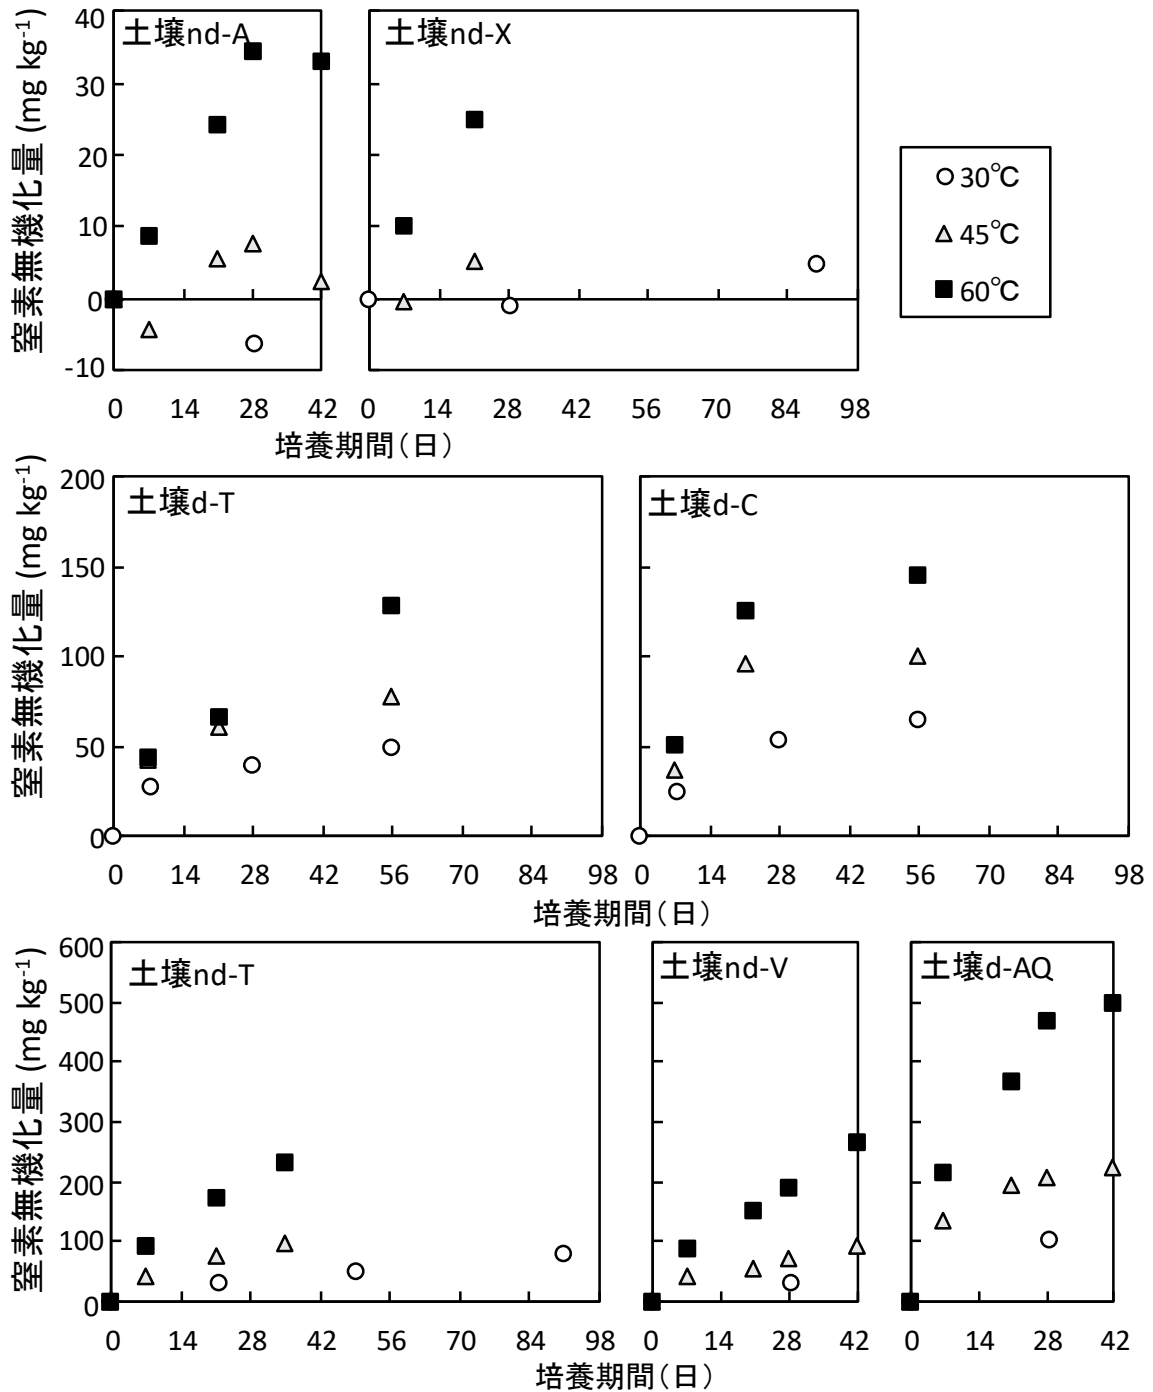 窒素無機化量 (mg kg-1)
40
30
20
10
0
-10
土壌nd-A
土壌nd-X
○30℃
△45℃
■60℃
0 14 28 42 0 14 28 42 56 70 84 98
培養期間(日)
窒素無機化量 (mg kg-1)
200
150
100
50
0
土壌d-T
土壌d-C
0 14 28 42 56 70 84 98 0 14 28 42 56 70 84 98
培養期間(日)
窒素無機化量 (mg kg-1)
600
500
400
300
200
100
0
土壌nd-T
土壌nd-V
土壌d-AQ
0 14 28 42 56 70 84 98 0 14 28 42 0 14 28 42
培養期間(日)